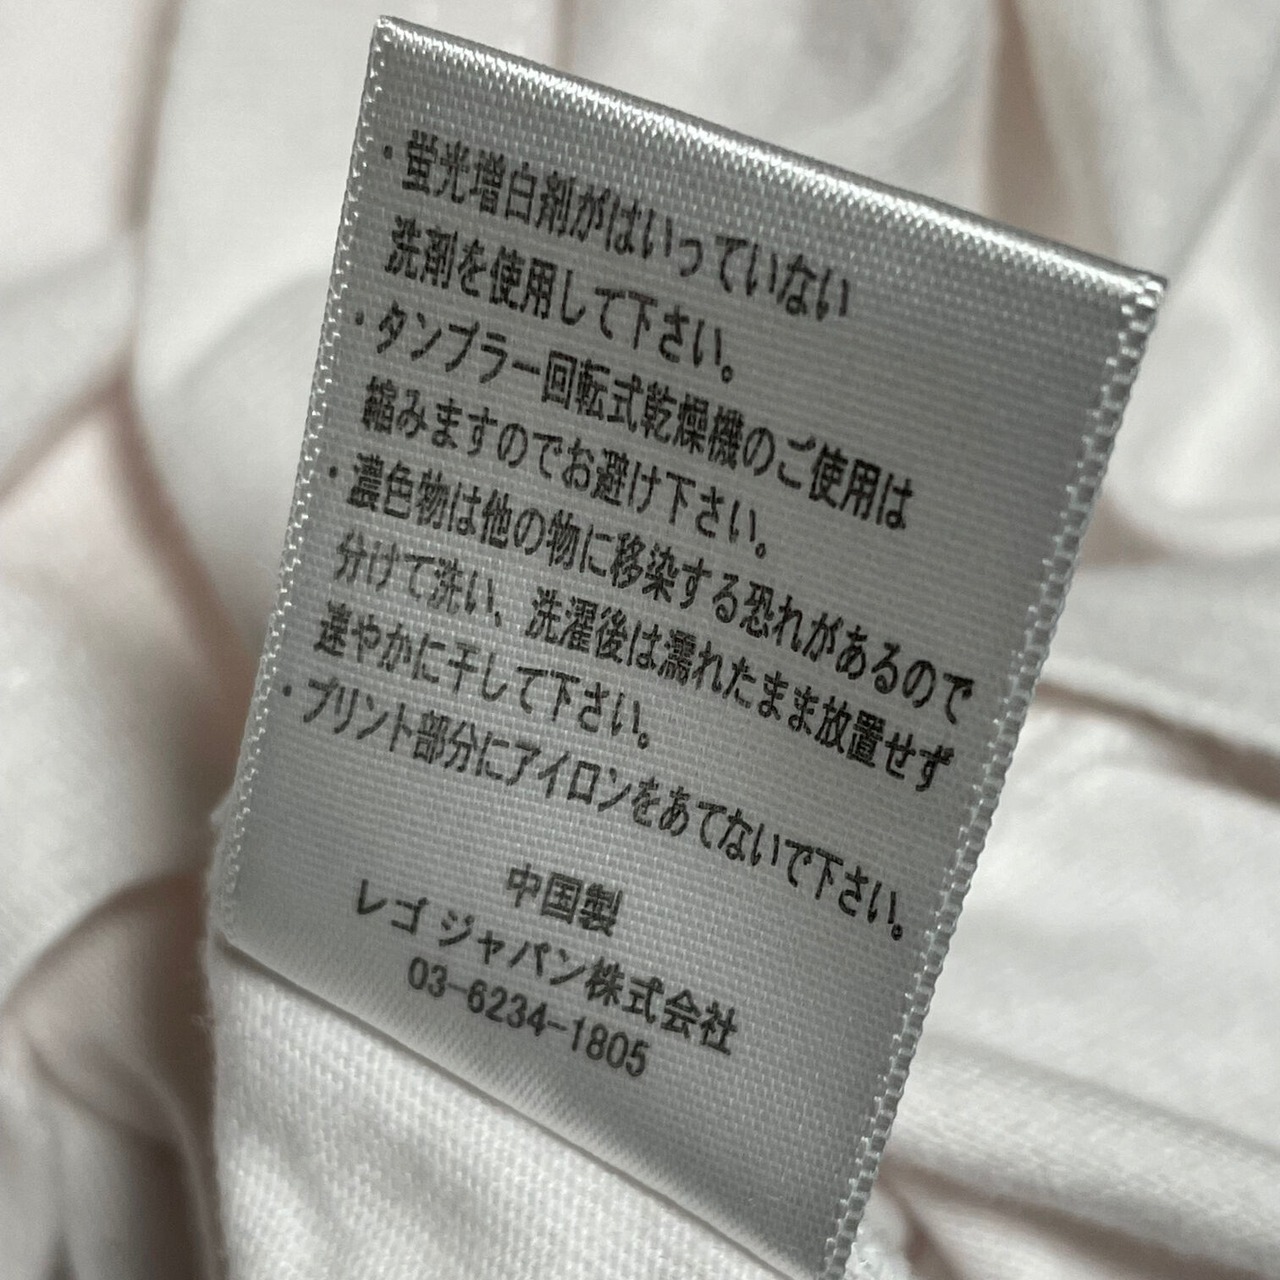 ・蛍光増白剤がはいっていない
洗剤を使用して下さい。
・タンブラー回転式乾燥機のご使用は
縮みますのでお避け下さい。
・濃色物は他の物に移染する恐れがあるので
分けて洗い、洗濯後は濡れたまま放置せず
速やかに干して下さい。
・プリント部分にアイロンをあてないで下さい。
中国製
レゴ ジャパン株式会社
03-6234-1805